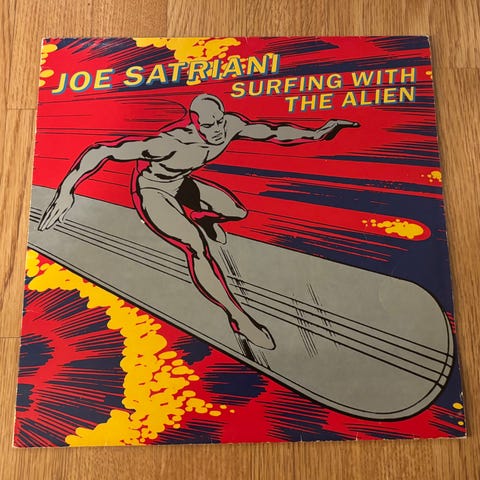 JOE SATRIANI
SURFING WITH
THE ALIEN